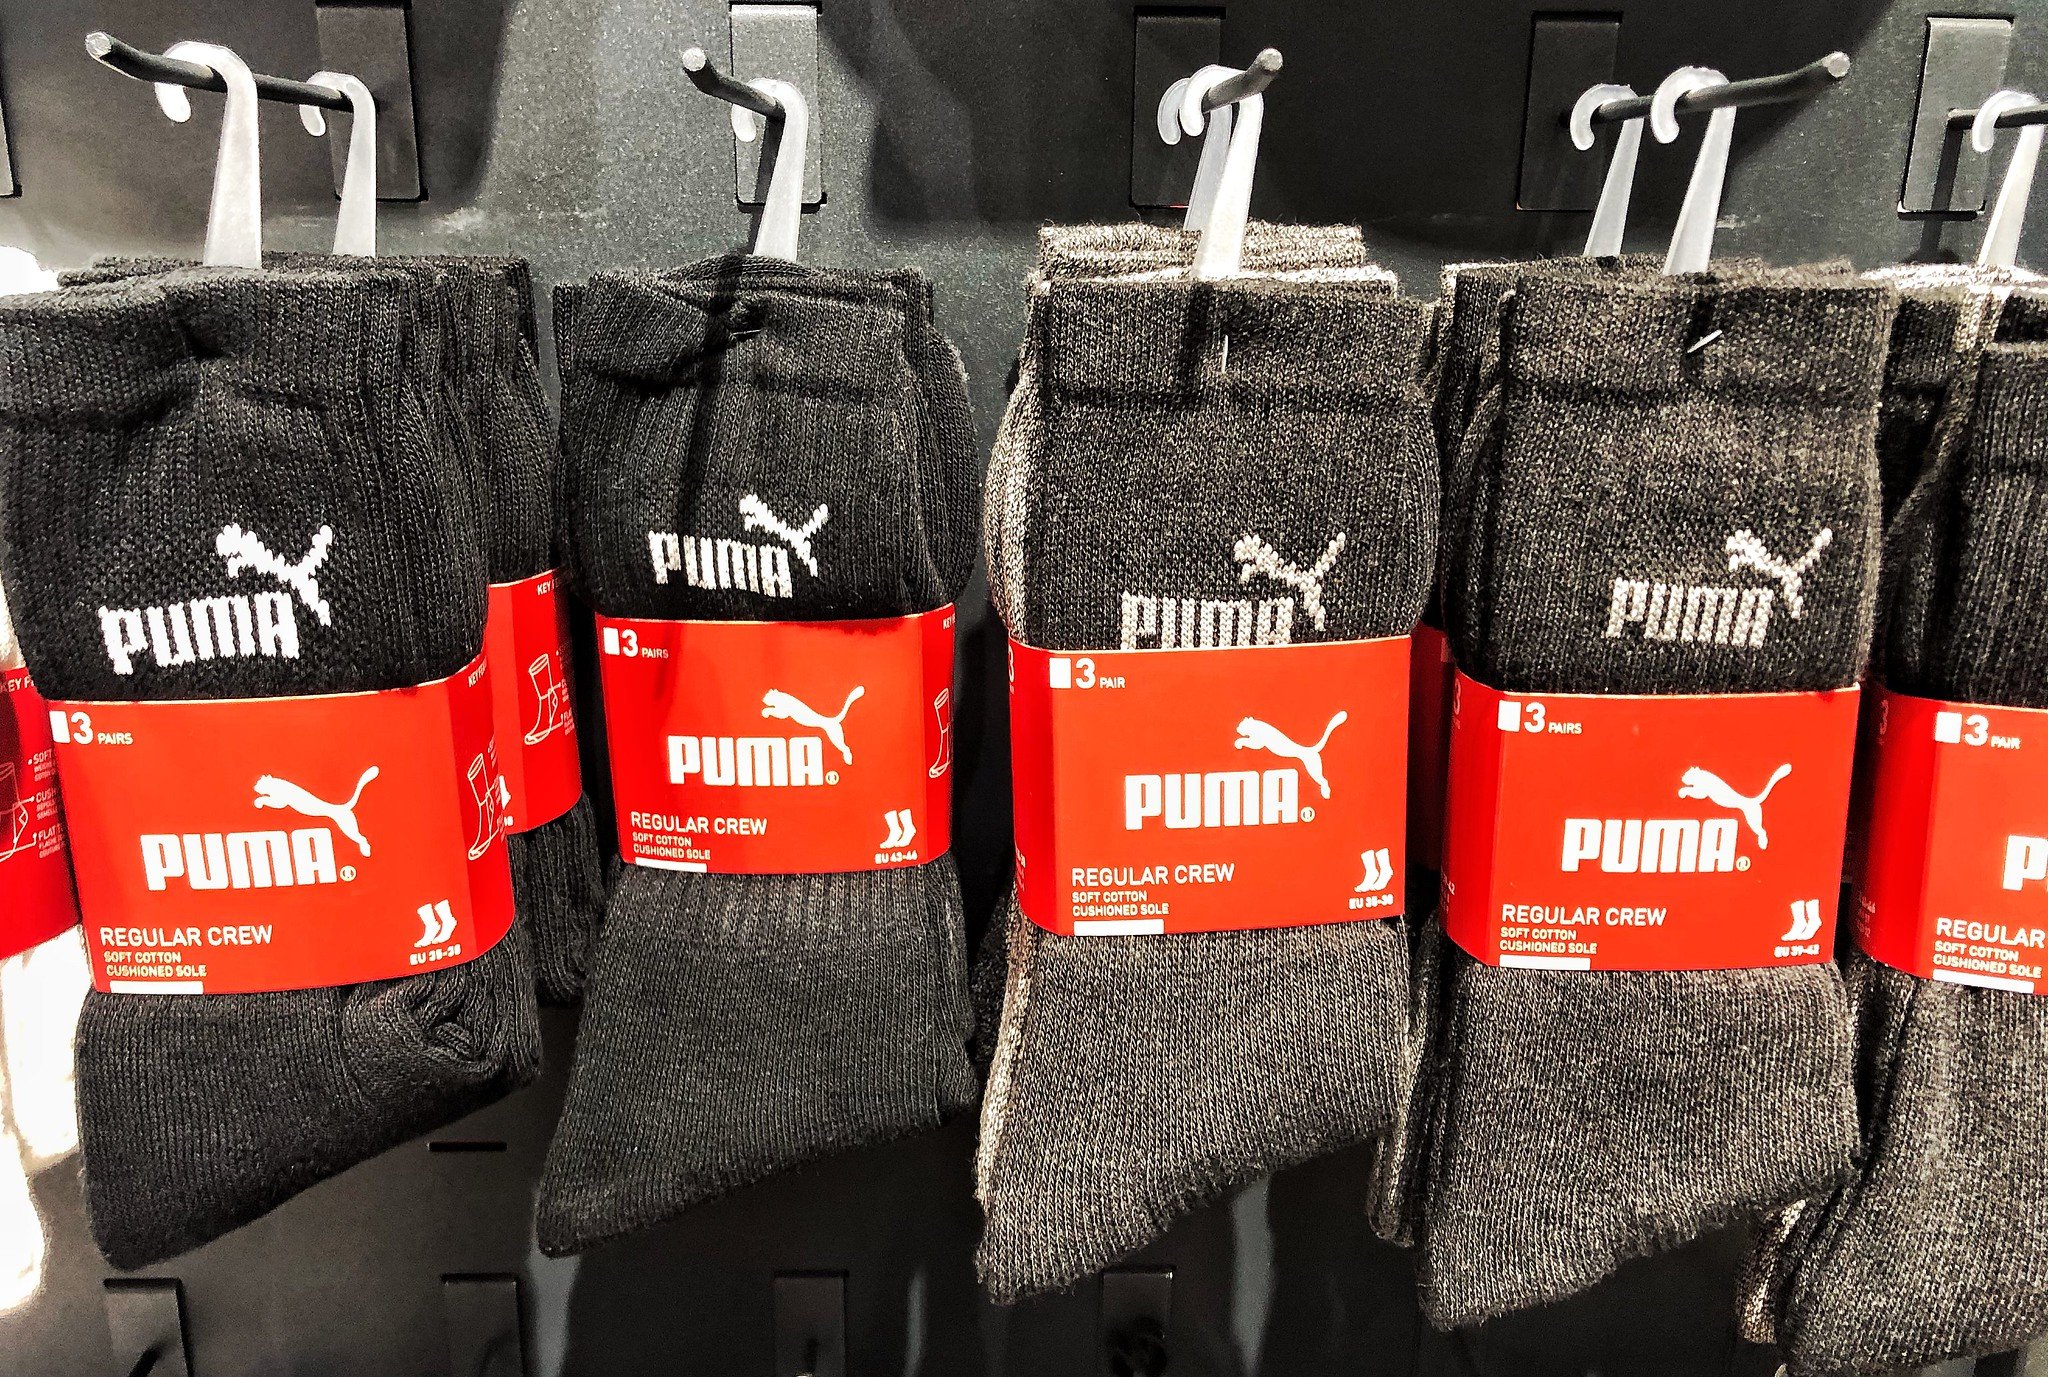 PUMA
3 PAIRS
PUMA
REGULAR CREW
SOFT COTTON
CUSHIONED SOLE
EU 35-38
PUMA
3 PAIRS
PUMA
REGULAR CREW
SOFT COTTON
CUSHIONED SOLE
EU 43-46
PUMA
3 PAIR
PUMA
REGULAR CREW
SOFT COTTON
CUSHIONED SOLE
EU 35-38
PUMA
3 PAIRS
PUMA
REGULAR CREW
SOFT COTTON
CUSHIONED SOLE
EU 39-42
3 PAIR
REGULAR
SOFT COTTON
CUSHIONED SOLE